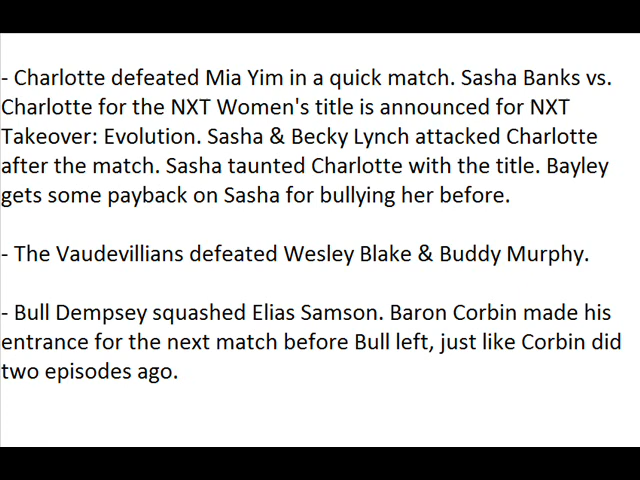 - Charlotte defeated Mia Yim in a quick match. Sasha Banks vs.
Charlotte for the NXT Women's title is announced for NXT
Takeover: Evolution. Sasha & Becky Lynch attacked Charlotte
after the match. Sasha taunted Charlotte with the title. Bayley
gets some payback on Sasha for bullying her before.
- The Vaudevillians defeated Wesley Blake & Buddy Murphy.
- Bull Dempsey squashed Elias Samson. Baron Corbin made his
entrance for the next match before Bull left, just like Corbin did
two episodes ago.